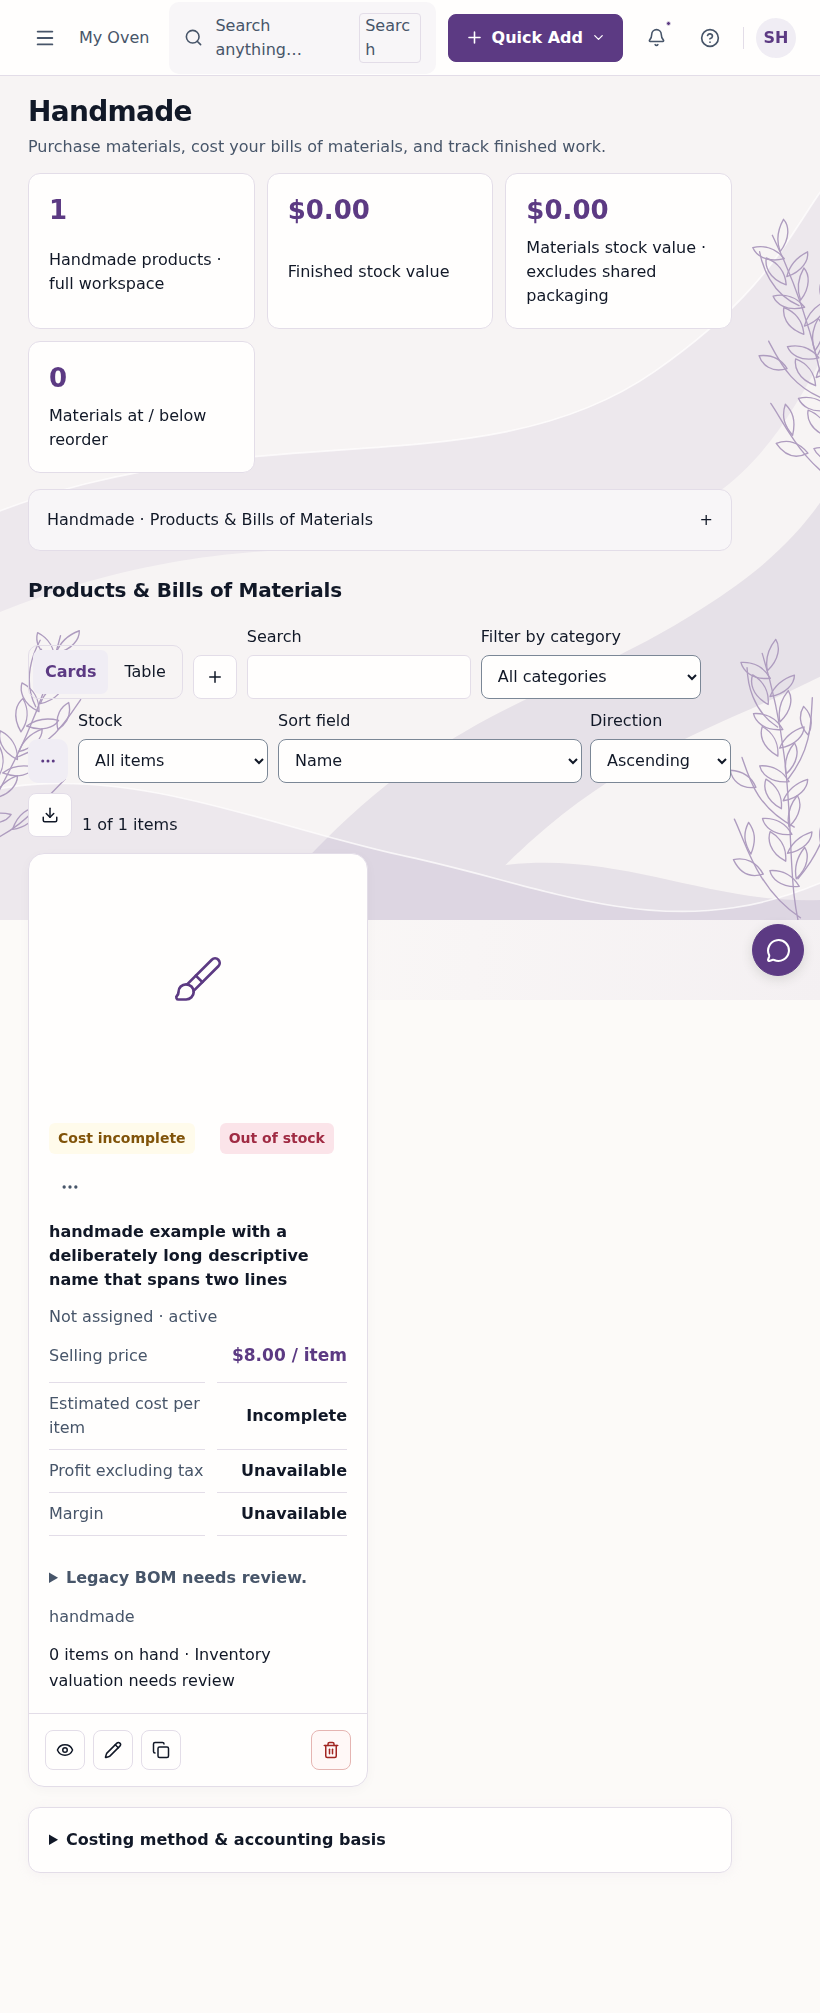 My Oven
Search
anything...
Searc
h
Quick Add
SH
Handmade
Purchase materials, cost your bills of materials, and track finished work.
1
Handmade products ·
full workspace
$0.00
Finished stock value
$0.00
Materials stock value ·
excludes shared
packaging
0
Materials at / below
reorder
Handmade · Products & Bills of Materials
+
Products & Bills of Materials
Cards
Table
+
Search
Filter by category
All categories
Stock
All items
Sort field
Name
Direction
Ascending
1 of 1 items
Cost incomplete
Out of stock
handmade example with a
deliberately long descriptive
name that spans two lines
Not assigned · active
Selling price
$8.00 / item
Estimated cost per
item
Incomplete
Profit excluding tax
Unavailable
Margin
Unavailable
Legacy BOM needs review.
handmade
0 items on hand · Inventory
valuation needs review
Costing method & accounting basis